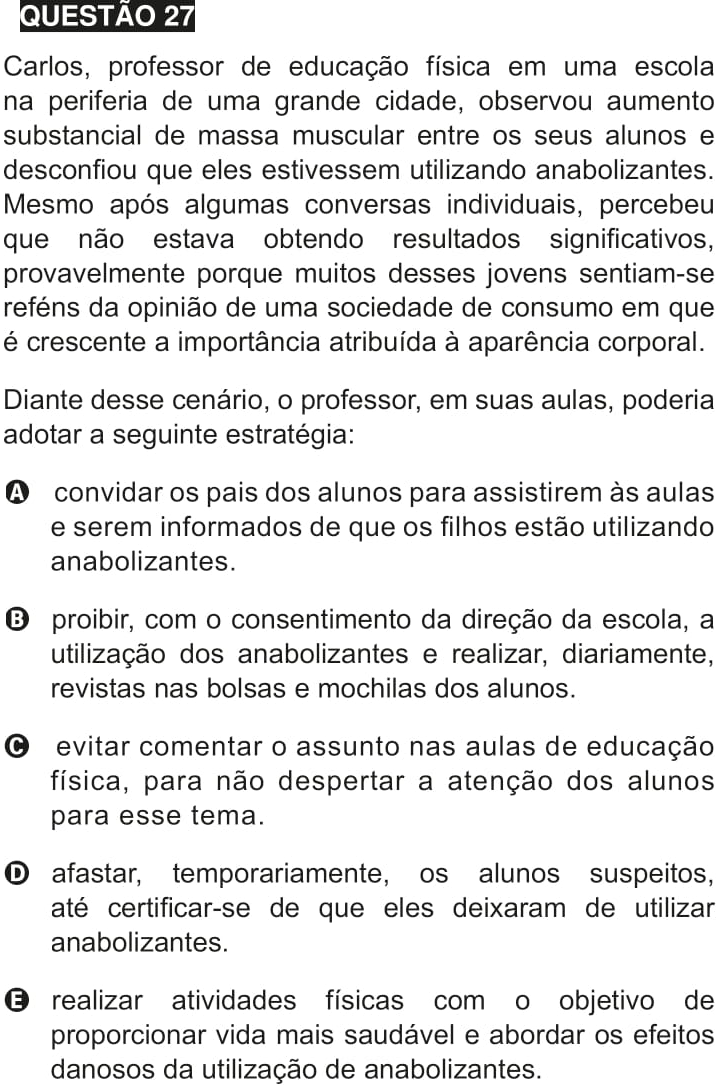 QUESTÃO 27
Carlos, professor de educação física em uma escola
na periferia de uma grande cidade, observou aumento
substancial de massa muscular entre os seus alunos e
desconfiou que eles estivessem utilizando anabolizantes.
Mesmo após algumas conversas individuais, percebeu
que não estava obtendo resultados significativos,
provavelmente porque muitos desses jovens sentiam-se
reféns da opinião de uma sociedade de consumo em que
é crescente a importância atribuída à aparência corporal.
Diante desse cenário, o professor, em suas aulas, poderia
adotar a seguinte estratégia:
A convidar os pais dos alunos para assistirem às aulas
e serem informados de que os filhos estão utilizando
anabolizantes.
B proibir, com o consentimento da direção da escola, a
utilização dos anabolizantes e realizar, diariamente,
revistas nas bolsas e mochilas dos alunos.
C evitar comentar o assunto nas aulas de educação
física, para não despertar a atenção dos alunos
para esse tema.
D afastar, temporariamente, os alunos suspeitos,
até certificar-se de que eles deixaram de utilizar
anabolizantes.
E realizar atividades físicas com o objetivo de
proporcionar vida mais saudável e abordar os efeitos
danosos da utilização de anabolizantes.